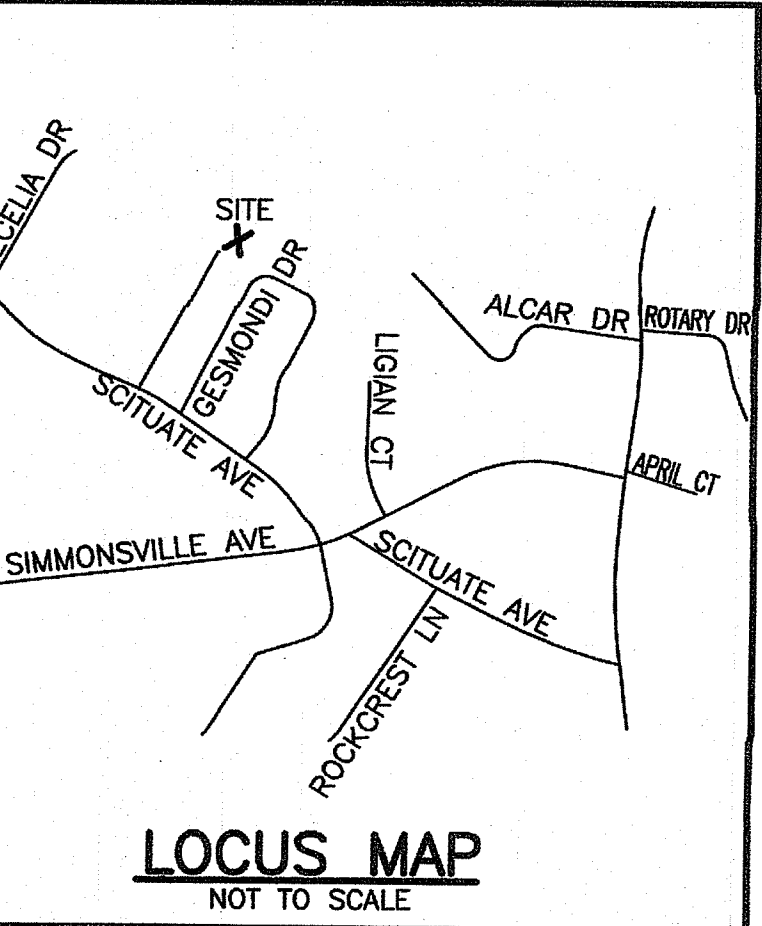 SITE
GESMONDI DR
ALCAR DR
ROTARY DR
LIGIAN CT
SCITUATE AVE
APRIL CT
SIMMONSVILLE AVE
SCITUATE AVE
ROCKCREST LN
LOCUS MAP
NOT TO SCALE
DR